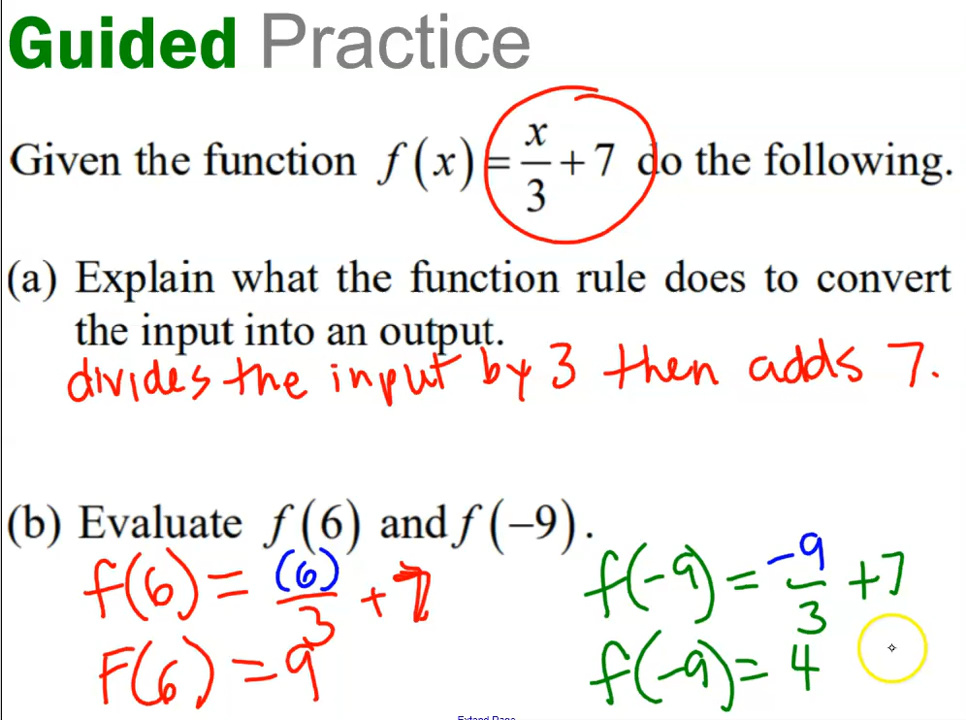 Guided Practice
Given the function f(x) = x/3 + 7 do the following.
(a) Explain what the function rule does to convert
the input into an output.
divides the input by 3 then adds 7.
(b) Evaluate f(6) and f(–9).
f(6) = (6)/3 + 7
f(-9) = -9/3 + 7
F(6) = 9
f(-9) = 4
Extend Page